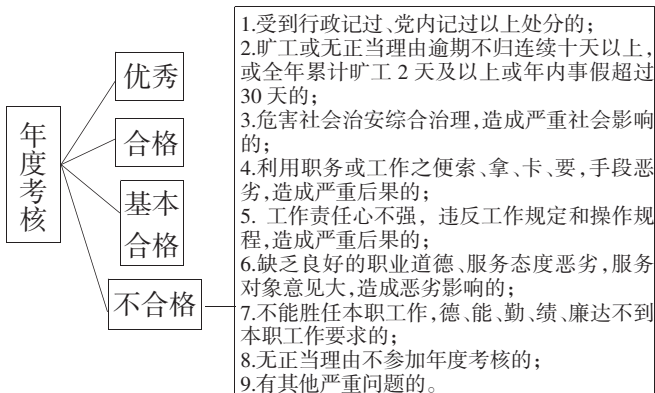 年度考核
优秀
合格
基本
合格
不合格
1.受到行政记过、党内记过以上处分的;
2.旷工或无正当理由逾期不归连续十天以上,
或全年累计旷工2天及以上或年内事假超过
30天的;
3.危害社会治安综合治理,造成严重社会影响
的;
4.利用职务或工作之便索、拿、卡、要,手段恶
劣,造成严重后果的;
5. 工作责任心不强, 违反工作规定和操作规
程,造成严重后果的;
6.缺乏良好的职业道德、服务态度恶劣,服务
对象意见大,造成恶劣影响的;
7.不能胜任本职工作,德、能、勤、绩、廉达不到
本职工作要求的;
8.无正当理由不参加年度考核的;
9.有其他严重问题的。